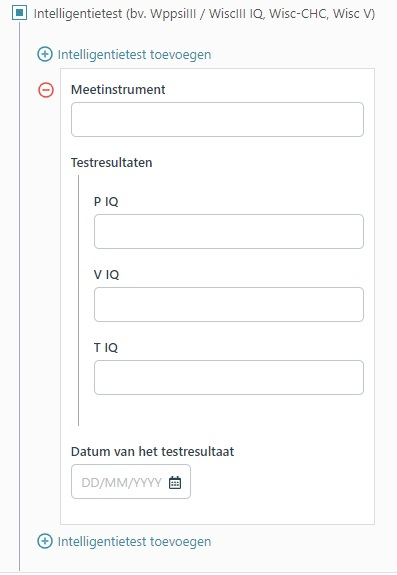 Intelligentietest (bv. WppsiIII / WiscIII IQ, Wisc-CHC, Wisc V)
Intelligentietest toevoegen
Meetinstrument
Testresultaten
P IQ
V IQ
T IQ
Datum van het testresultaat
DD/MM/YYYY
Intelligentietest toevoegen